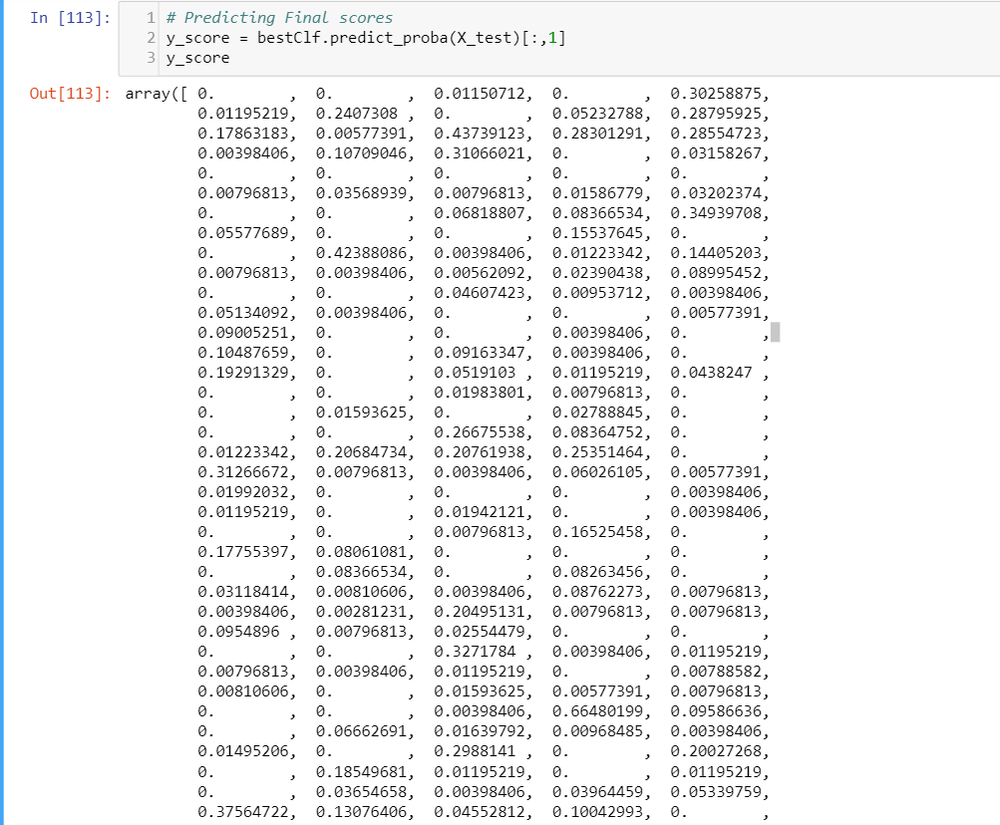 In [113]: 1 # Predicting Final scores
2 y_score = bestClf.predict_proba(X_test)[:,1]
3 y_score
Out[113]: array([ 0.        ,  0.        ,  0.01150712,  0.        ,  0.30258875,
0.01195219,  0.2407308 ,  0.        ,  0.05232788,  0.28795925,
0.17863183,  0.00577391,  0.43739123,  0.28301291,  0.28554723,
0.00398406,  0.10709046,  0.31066021,  0.        ,  0.03158267,
0.        ,  0.        ,  0.        ,  0.        ,  0.        ,
0.00796813,  0.03568939,  0.00796813,  0.01586779,  0.03202374,
0.        ,  0.        ,  0.06818807,  0.08366534,  0.34939708,
0.05577689,  0.        ,  0.        ,  0.15537645,  0.        ,
0.        ,  0.42388086,  0.00398406,  0.01223342,  0.14405203,
0.00796813,  0.00398406,  0.00562092,  0.02390438,  0.08995452,
0.        ,  0.        ,  0.04607423,  0.00953712,  0.00398406,
0.05134092,  0.00398406,  0.        ,  0.        ,  0.00577391,
0.09005251,  0.        ,  0.        ,  0.00398406,  0.        ,
0.10487659,  0.        ,  0.09163347,  0.00398406,  0.        ,
0.19291329,  0.        ,  0.0519103 ,  0.01195219,  0.0438247 ,
0.        ,  0.        ,  0.01983801,  0.00796813,  0.        ,
0.        ,  0.01593625,  0.        ,  0.02788845,  0.        ,
0.        ,  0.        ,  0.26675538,  0.08364752,  0.        ,
0.01223342,  0.20684734,  0.20761938,  0.25351464,  0.        ,
0.31266672,  0.00796813,  0.00398406,  0.06026105,  0.00577391,
0.01992032,  0.        ,  0.        ,  0.        ,  0.00398406,
0.01195219,  0.        ,  0.01942121,  0.        ,  0.00398406,
0.        ,  0.        ,  0.00796813,  0.16525458,  0.        ,
0.17755397,  0.08061081,  0.        ,  0.        ,  0.        ,
0.        ,  0.08366534,  0.        ,  0.08263456,  0.        ,
0.03118414,  0.00810606,  0.00398406,  0.08762273,  0.00796813,
0.00398406,  0.00281231,  0.20495131,  0.00796813,  0.00796813,
0.0954896 ,  0.00796813,  0.02554479,  0.        ,  0.        ,
0.        ,  0.        ,  0.3271784 ,  0.00398406,  0.01195219,
0.00796813,  0.00398406,  0.01195219,  0.        ,  0.00788582,
0.00810606,  0.        ,  0.01593625,  0.00577391,  0.00796813,
0.        ,  0.        ,  0.00398406,  0.66480199,  0.09586636,
0.        ,  0.06662691,  0.01639792,  0.00968485,  0.00398406,
0.01495206,  0.        ,  0.2988141 ,  0.        ,  0.20027268,
0.        ,  0.18549681,  0.01195219,  0.        ,  0.01195219,
0.        ,  0.03654658,  0.00398406,  0.03964459,  0.05339759,
0.37564722,  0.13076406,  0.04552812,  0.10042993,  0.        ,